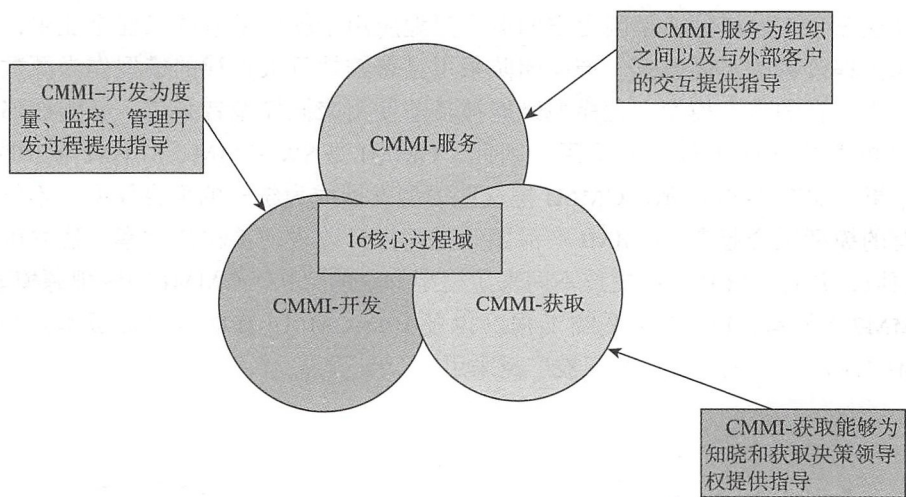 CMMI-服务为组织
之间以及与外部客户
的交互提供指导
CMMI-开发为度
量、监控、管理开
发过程提供指导
CMMI-服务
16核心过程域
CMMI-开发
CMMI-获取
CMMI-获取能够为
知晓和获取决策领导
权提供指导